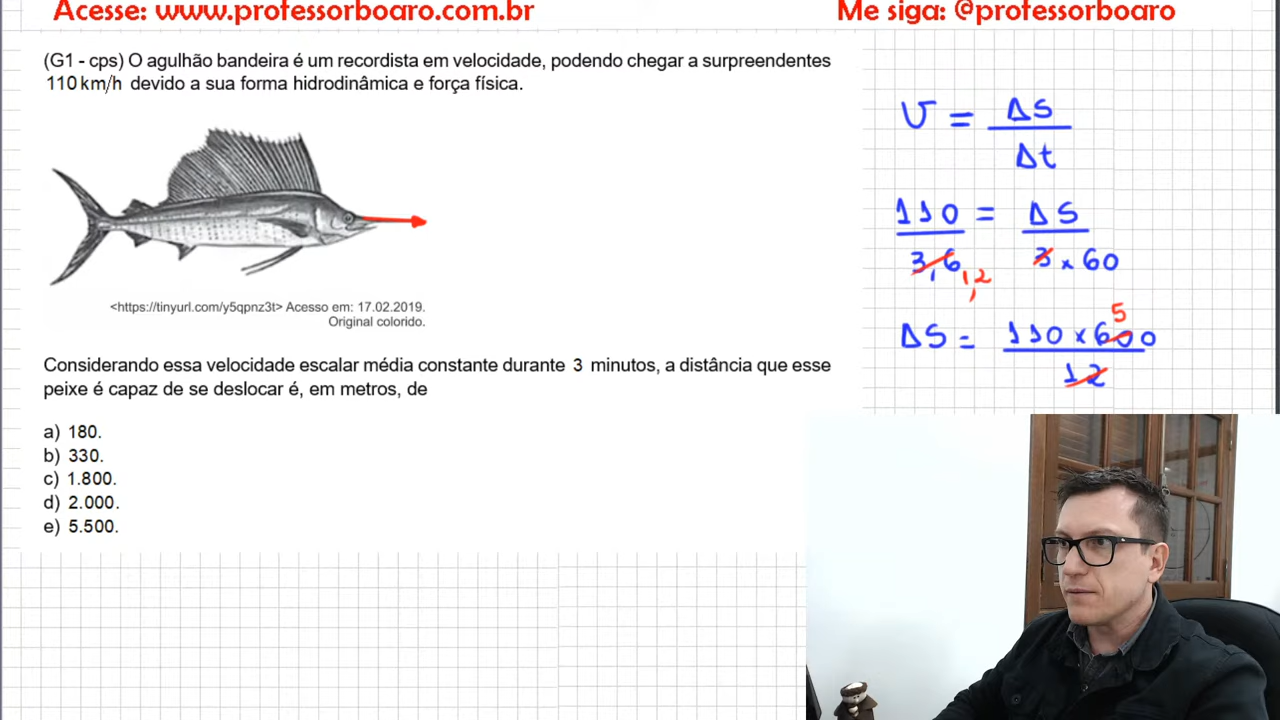 Acesse: www.professorboaro.com.br
Me siga: @professorboaro
(G1 - cps) O agulhão bandeira é um recordista em velocidade, podendo chegar a surpreendentes
110 km/h devido a sua forma hidrodinâmica e força física.
<https://tinyurl.com/y5qpnz3t> Acesso em: 17.02.2019.
Original colorido.
Considerando essa velocidade escalar média constante durante 3 minutos, a distância que esse
peixe é capaz de se deslocar é, em metros, de
a) 180.
b) 330.
c) 1.800.
d) 2.000.
e) 5.500.
v = ΔS
Δt
110 = ΔS
3,6 3 x 60
1,2
5
ΔS = 110 x 600
12